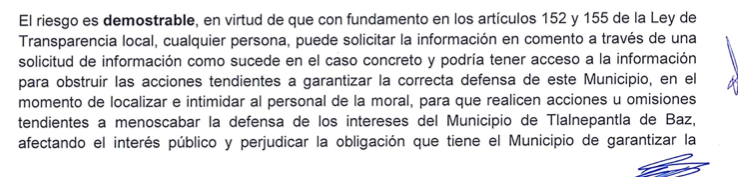 El riesgo es demostrable, en virtud de que con fundamento en los artículos 152 y 155 de la Ley de
Transparencia local, cualquier persona, puede solicitar la información en comento a través de una
solicitud de información como sucede en el caso concreto y podría tener acceso a la información
para obstruir las acciones tendientes a garantizar la correcta defensa de este Municipio, en el
momento de localizar e intimidar al personal de la moral, para que realicen acciones u omisiones
tendientes a menoscabar la defensa de los intereses del Municipio de Tlalnepantla de Baz,
afectando el interés público y perjudicar la obligación que tiene el Municipio de garantizar la